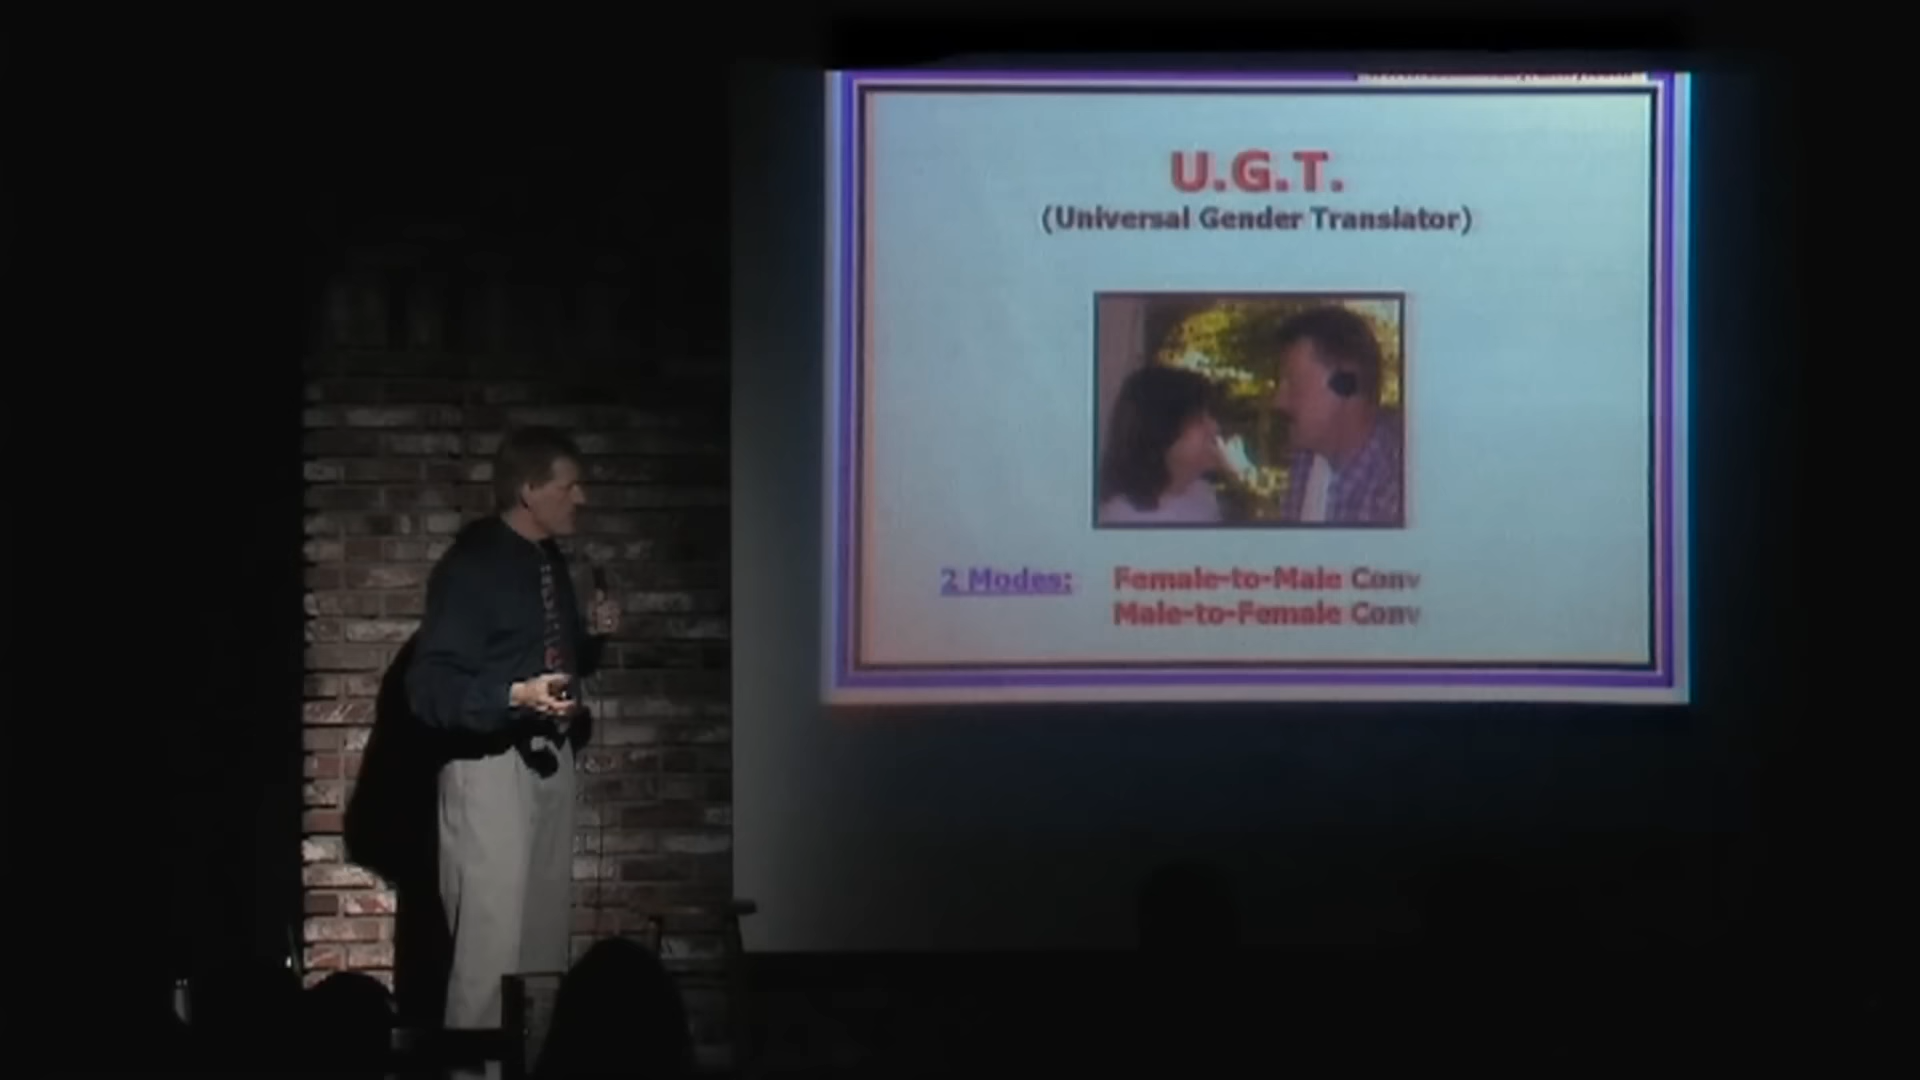 U.G.T.
(Universal Gender Translator)
2 Modes: Female-to-Male Conv
Male-to-Female Conv